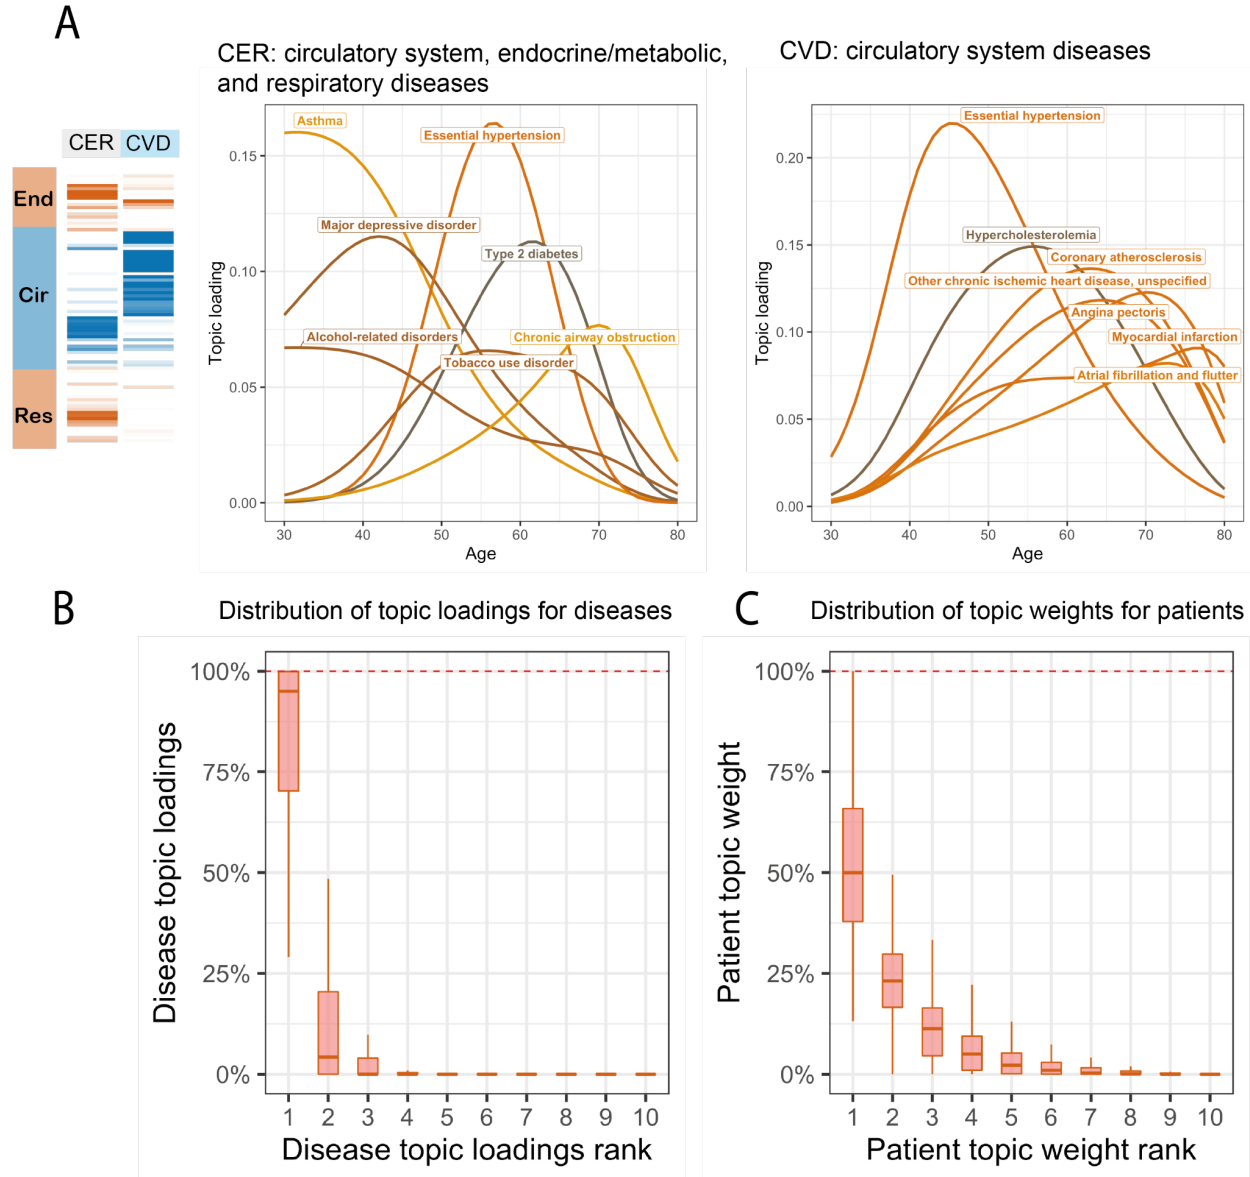 A
CER: circulatory system, endocrine/metabolic,
and respiratory diseases
CVD: circulatory system diseases
CER CVD
End
Cir
Res
Topic loading
0.15
0.10
0.05
0.00
Asthma
Essential hypertension
Major depressive disorder
Type 2 diabetes
Alcohol-related disorders
Chronic airway obstruction
Tobacco use disorder
30 40 50 60 70 80
Age
Topic loading
0.20
0.15
0.10
0.05
0.00
Essential hypertension
Hypercholesterolemia
Coronary atherosclerosis
Other chronic ischemic heart disease, unspecified
Angina pectoris
Myocardial infarction
Atrial fibrillation and flutter
30 40 50 60 70 80
Age
B
Distribution of topic loadings for diseases
Disease topic loadings
100%
75%
50%
25%
0%
1 2 3 4 5 6 7 8 9 10
Disease topic loadings rank
C
Distribution of topic weights for patients
Patient topic weight
100%
75%
50%
25%
0%
1 2 3 4 5 6 7 8 9 10
Patient topic weight rank